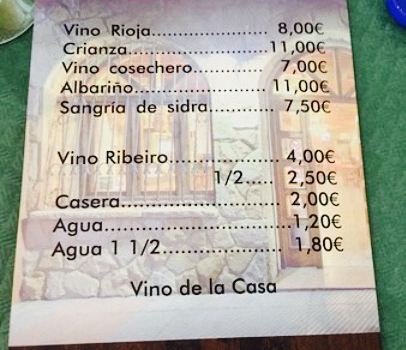 Vino Rioja....................... 8,00€
Crianza.........................11,00€
Vino cosechero............... 7,00€
Albariño........................ 11,00€
Sangría de sidra............ 7,50€
Vino Ribeiro.................. 4,00€
1/2..... 2,50€
Casera........................... 2,00€
Agua...............................1,20€
Agua 1 1/2..................... 1,80€
Vino de la Casa